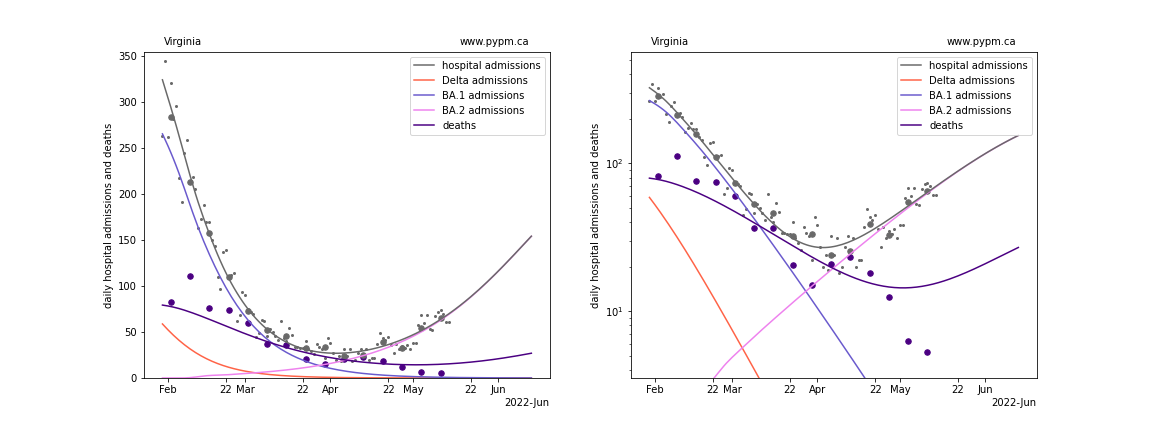 Virginia
www.pypm.ca
350
300
250
200
150
100
50
0
daily hospital admissions and deaths
hospital admissions
Delta admissions
BA.1 admissions
BA.2 admissions
deaths
Feb 22 Mar 22 Apr 22 May 22 Jun
2022-Jun
Virginia
www.pypm.ca
10²
10¹
daily hospital admissions and deaths
hospital admissions
Delta admissions
BA.1 admissions
BA.2 admissions
deaths
Feb 22 Mar 22 Apr 22 May 22 Jun
2022-Jun